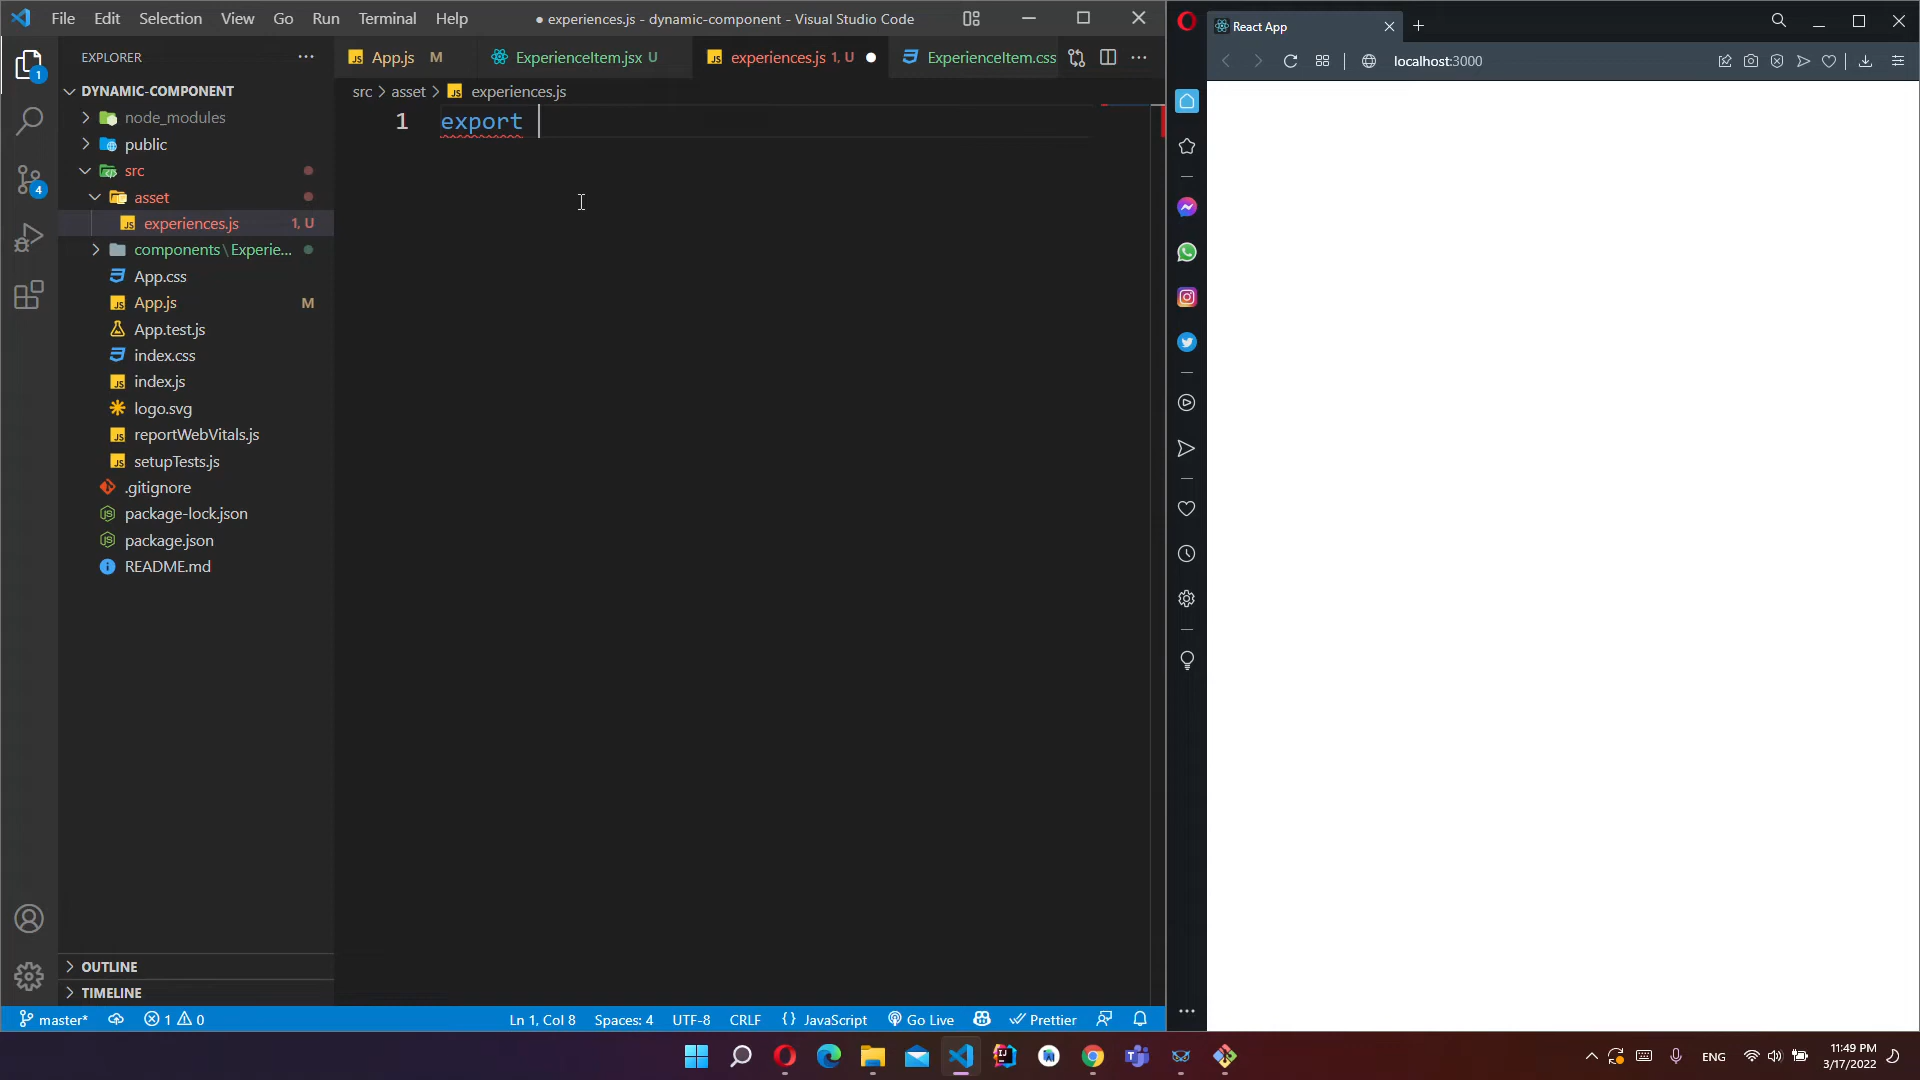 File Edit Selection View Go Run Terminal Help
● experiences.js - dynamic-component - Visual Studio Code
React App
EXPLORER
App.js M
ExperienceItem.jsx U
experiences.js 1, U
ExperienceItem.css
localhost:3000
DYNAMIC-COMPONENT
src > asset > experiences.js
node_modules
1 export
public
src
asset
experiences.js 1, U
components\Experie...
App.css
App.js M
App.test.js
index.css
index.js
logo.svg
reportWebVitals.js
setupTests.js
.gitignore
package-lock.json
package.json
README.md
1
4
OUTLINE
TIMELINE
master* 1 0 Ln 1, Col 8 Spaces: 4 UTF-8 CRLF {} JavaScript Go Live Prettier
ENG
11:49 PM
3/17/2022